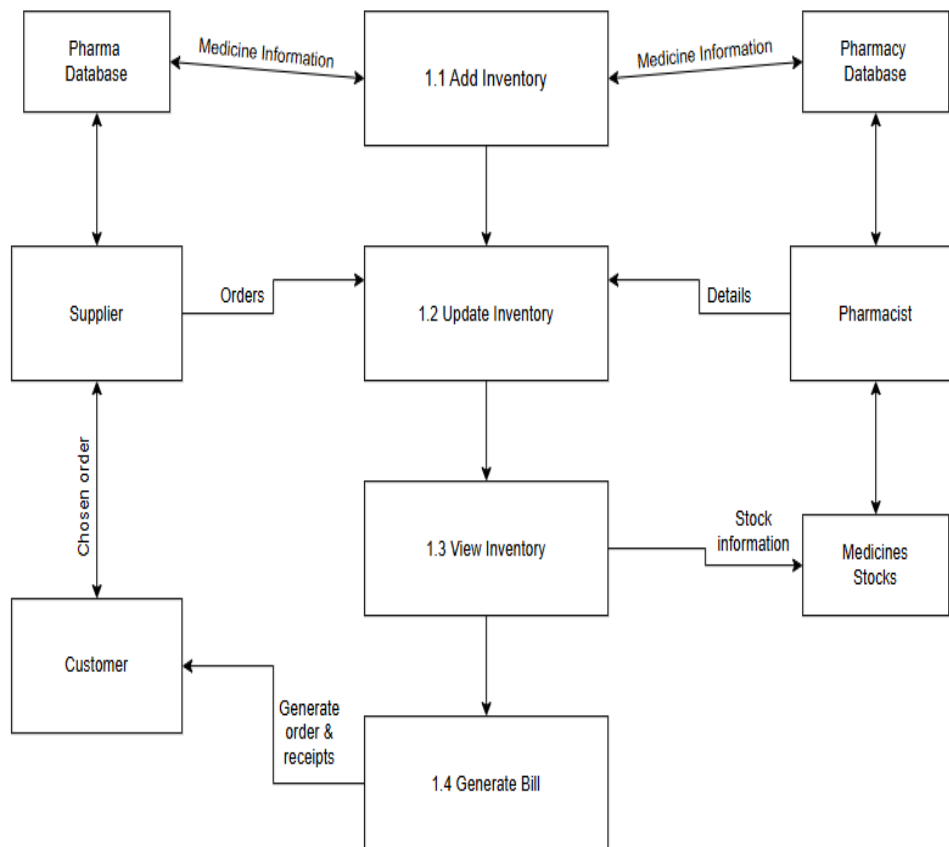 Pharma
Database
Medicine Information
1.1 Add Inventory
Medicine Information
Pharmacy
Database
Supplier
Orders
1.2 Update Inventory
Details
Pharmacist
Chosen order
1.3 View Inventory
Stock
information
Medicines
Stocks
Customer
Generate
order &
receipts
1.4 Generate Bill